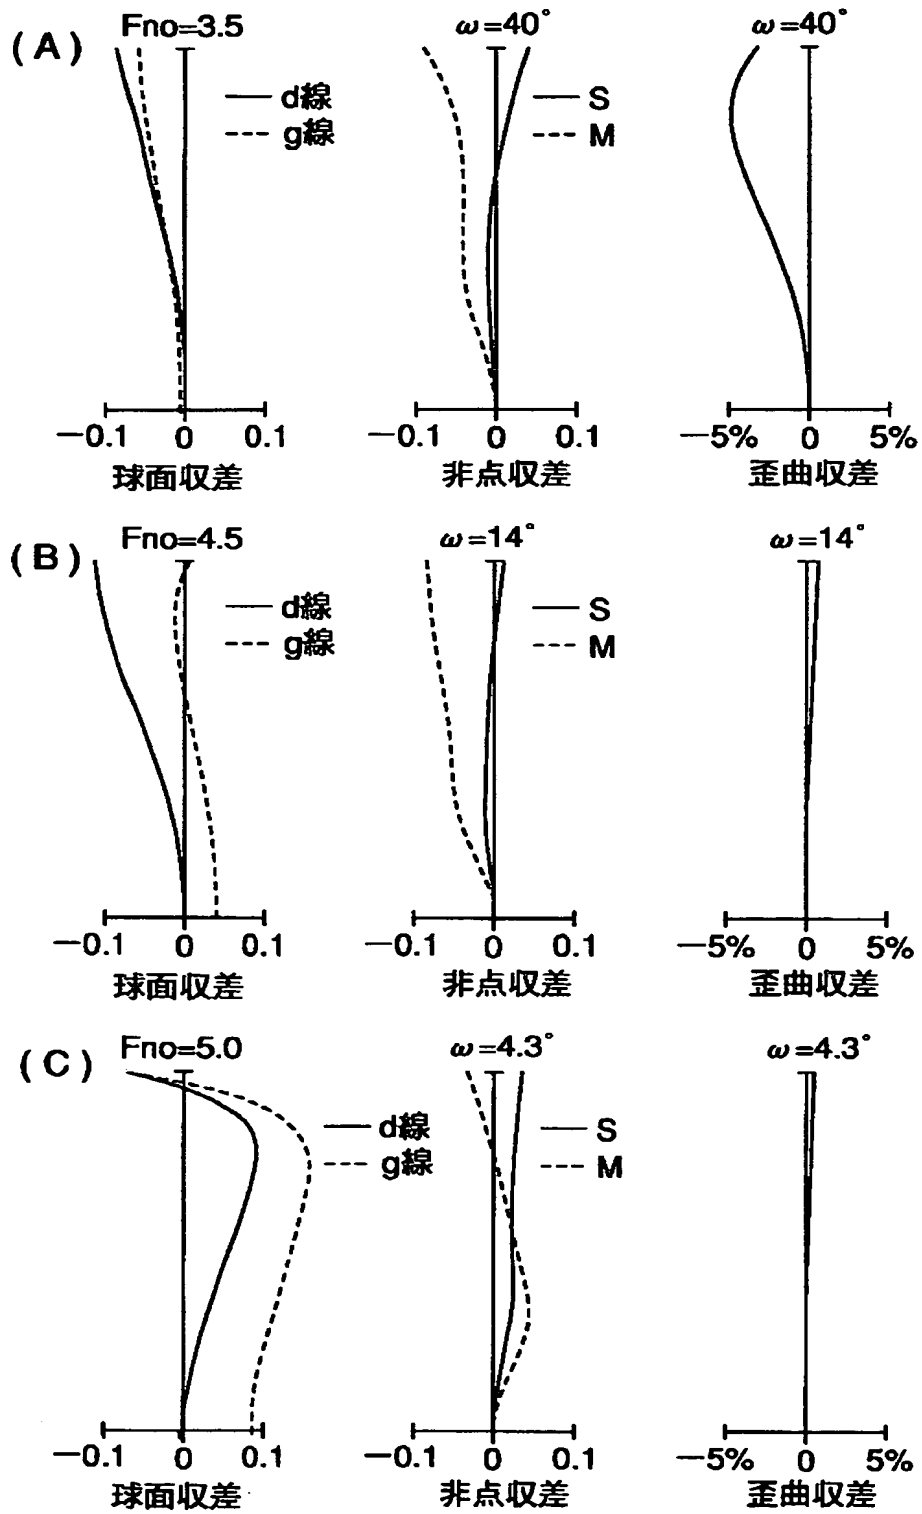 (A)
Fno=3.5
ω=40°
ω=40°
d線
g線
S
M
−0.1 0 0.1
−0.1 0 0.1
−5% 0 5%
球面収差
非点収差
歪曲収差
(B)
Fno=4.5
ω=14°
ω=14°
d線
g線
S
M
−0.1 0 0.1
−0.1 0 0.1
−5% 0 5%
球面収差
非点収差
歪曲収差
(C)
Fno=5.0
ω=4.3°
ω=4.3°
d線
g線
S
M
−0.1 0 0.1
−0.1 0 0.1
−5% 0 5%
球面収差
非点収差
歪曲収差